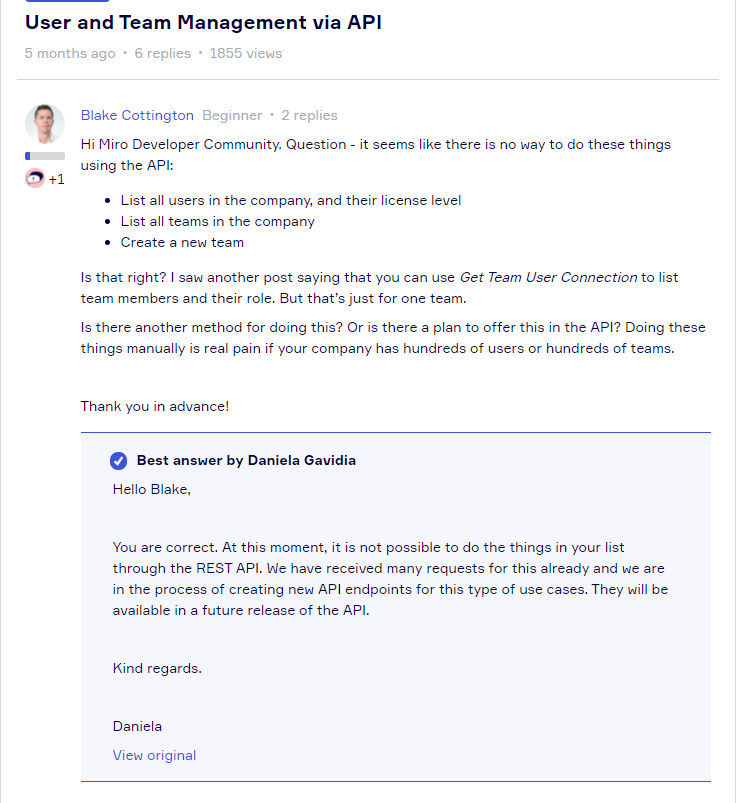 User and Team Management via API
5 months ago • 6 replies • 1855 views
Blake Cottington Beginner • 2 replies
Hi Miro Developer Community. Question - it seems like there is no way to do these things
using the API:
+1
• List all users in the company, and their license level
• List all teams in the company
• Create a new team
Is that right? I saw another post saying that you can use Get Team User Connection to list
team members and their role. But that’s just for one team.
Is there another method for doing this? Or is there a plan to offer this in the API? Doing these
things manually is real pain if your company has hundreds of users or hundreds of teams.
Thank you in advance!
Best answer by Daniela Gavidia
Hello Blake,
You are correct. At this moment, it is not possible to do the things in your list
through the REST API. We have received many requests for this already and we are
in the process of creating new API endpoints for this type of use cases. They will be
available in a future release of the API.
Kind regards.
Daniela
View original